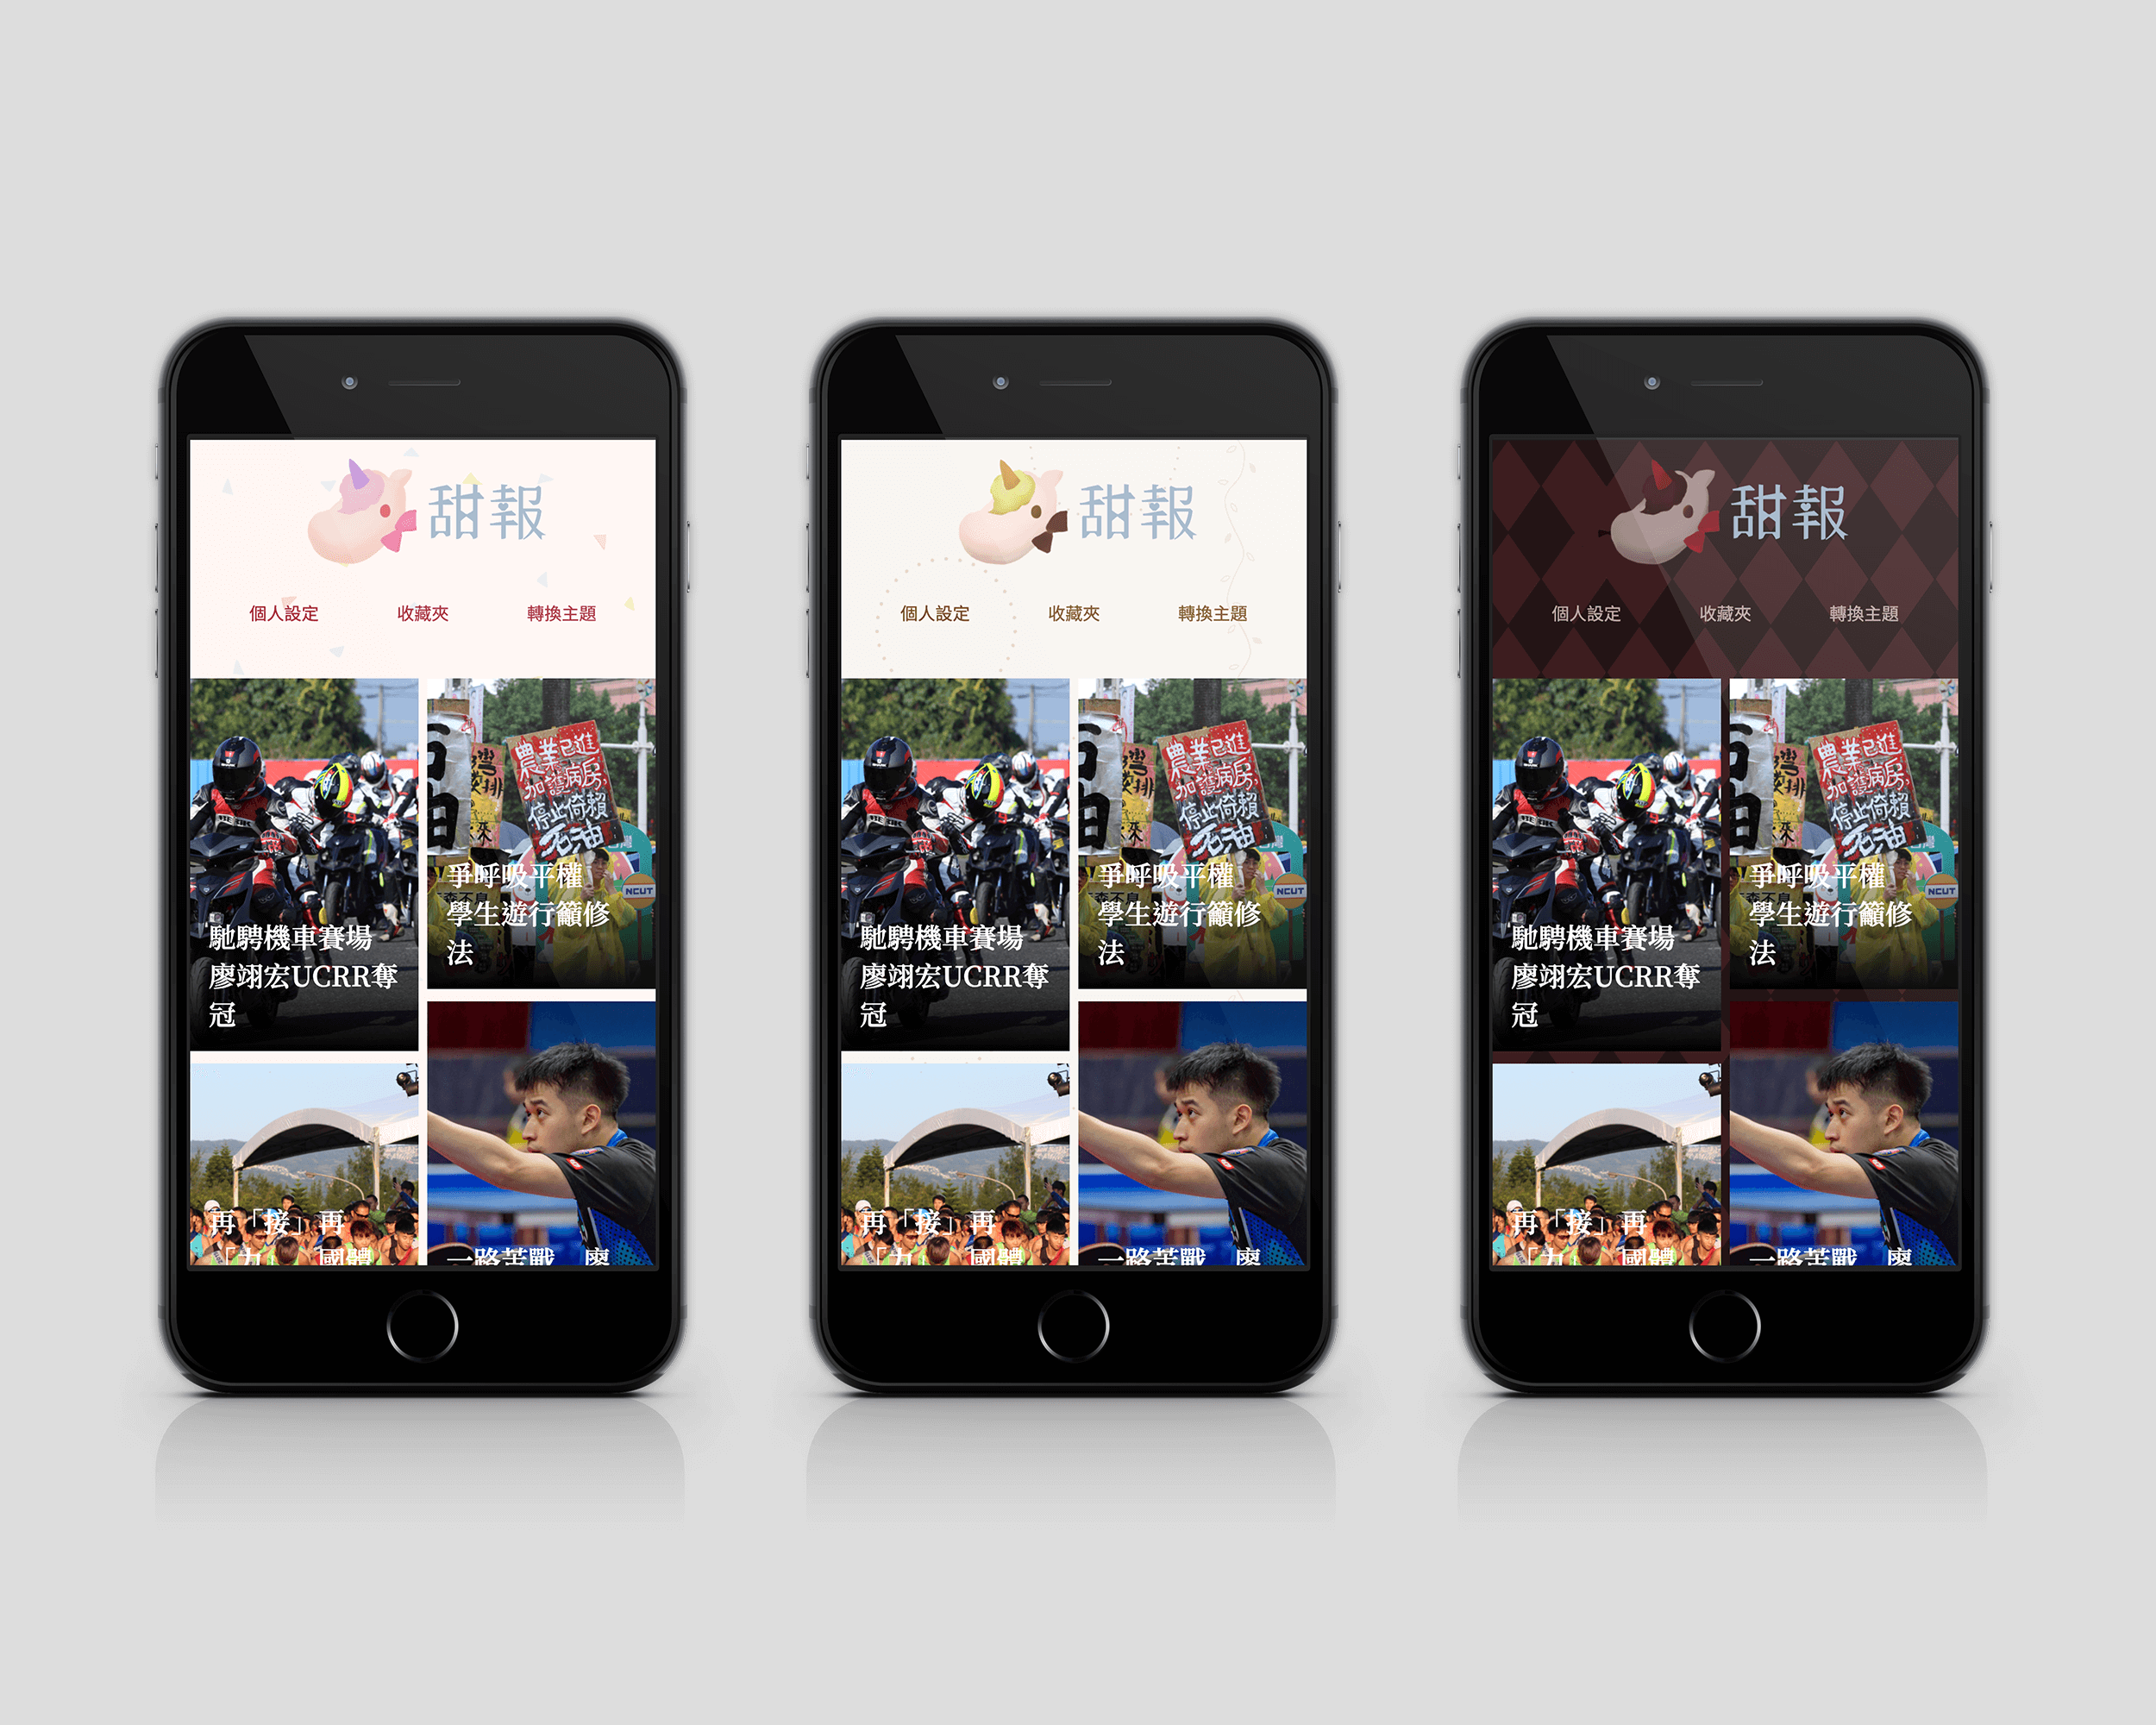 甜報
個人設定 收藏夾 轉換主題
農業已進
加護病房,
停止倚賴
石油
NCUT
爭呼吸平權
學生遊行籲修
法
馳騁機車賽場
廖翊宏UCRR奪
冠
再「接」再
「力」 國體
一路苦戰 廖
甜報
個人設定 收藏夾 轉換主題
農業已進
加護病房,
停止倚賴
石油
NCUT
爭呼吸平權
學生遊行籲修
法
馳騁機車賽場
廖翊宏UCRR奪
冠
再「接」再
「力」 國體
一路苦戰 廖
甜報
個人設定 收藏夾 轉換主題
農業已進
加護病房,
停止倚賴
石油
NCUT
爭呼吸平權
學生遊行籲修
法
馳騁機車賽場
廖翊宏UCRR奪
冠
再「接」再
「力」 國體
一路苦戰 廖